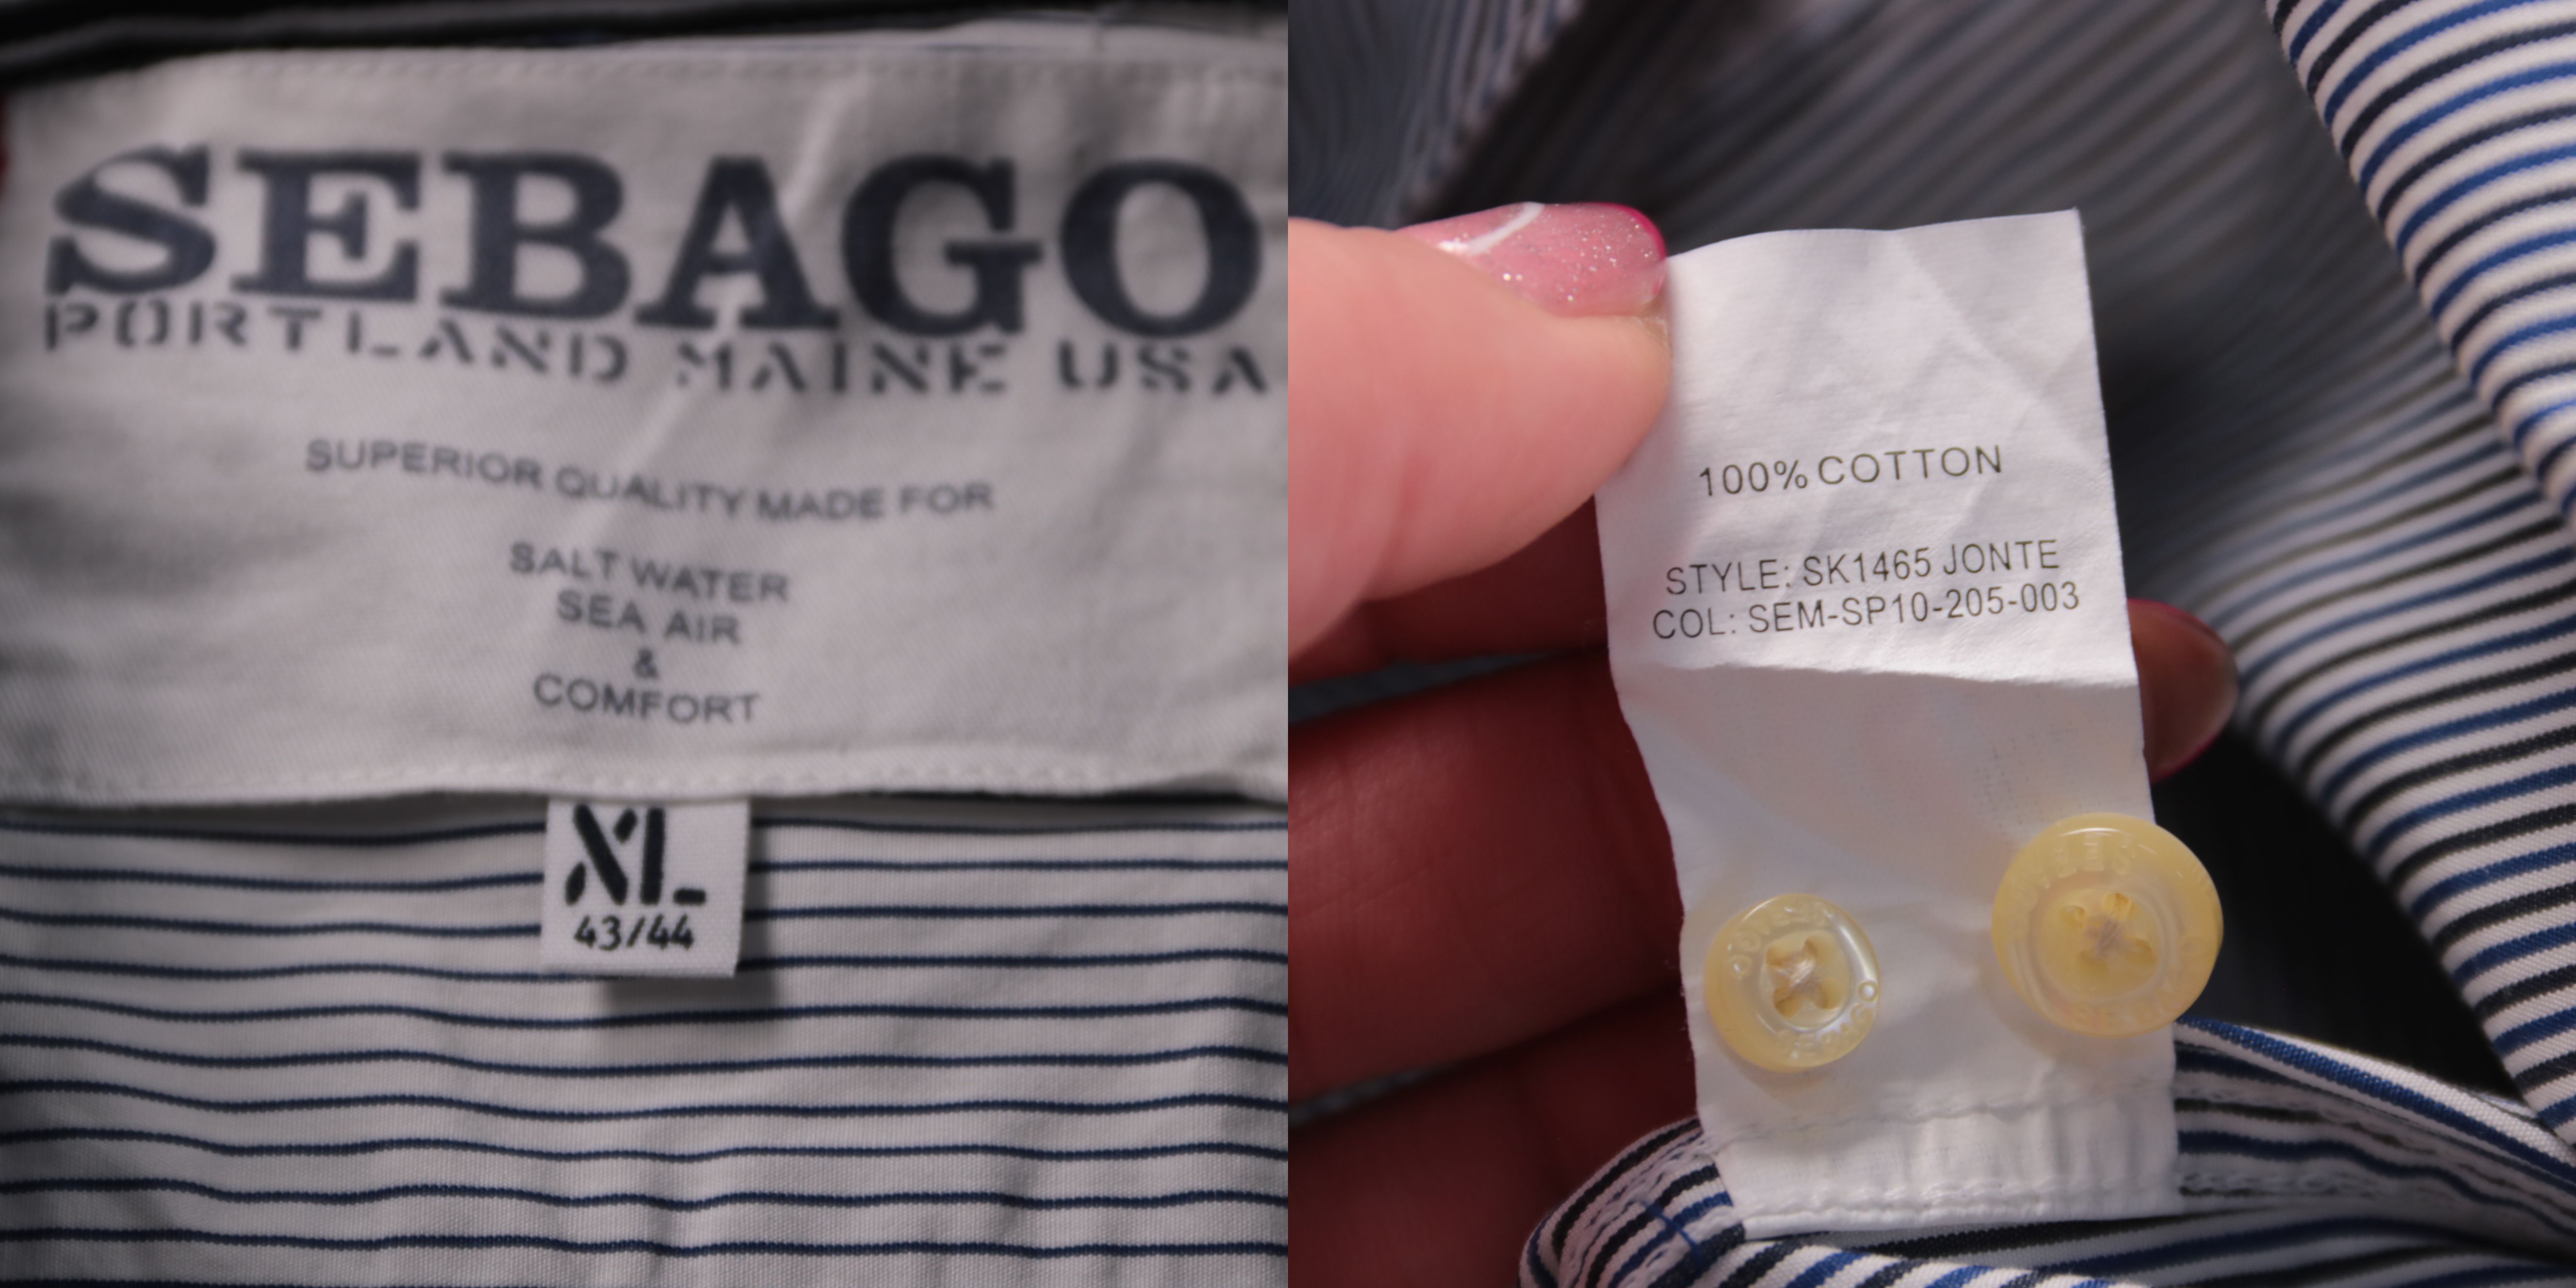 SEBAGO
PORTLAND MAINE USA
SUPERIOR QUALITY MADE FOR
SALT WATER
SEA AIR
&
COMFORT
XL
43/44
100% COTTON
STYLE: SK1465 JONTE
COL: SEM-SP10-205-003
SEBAGO